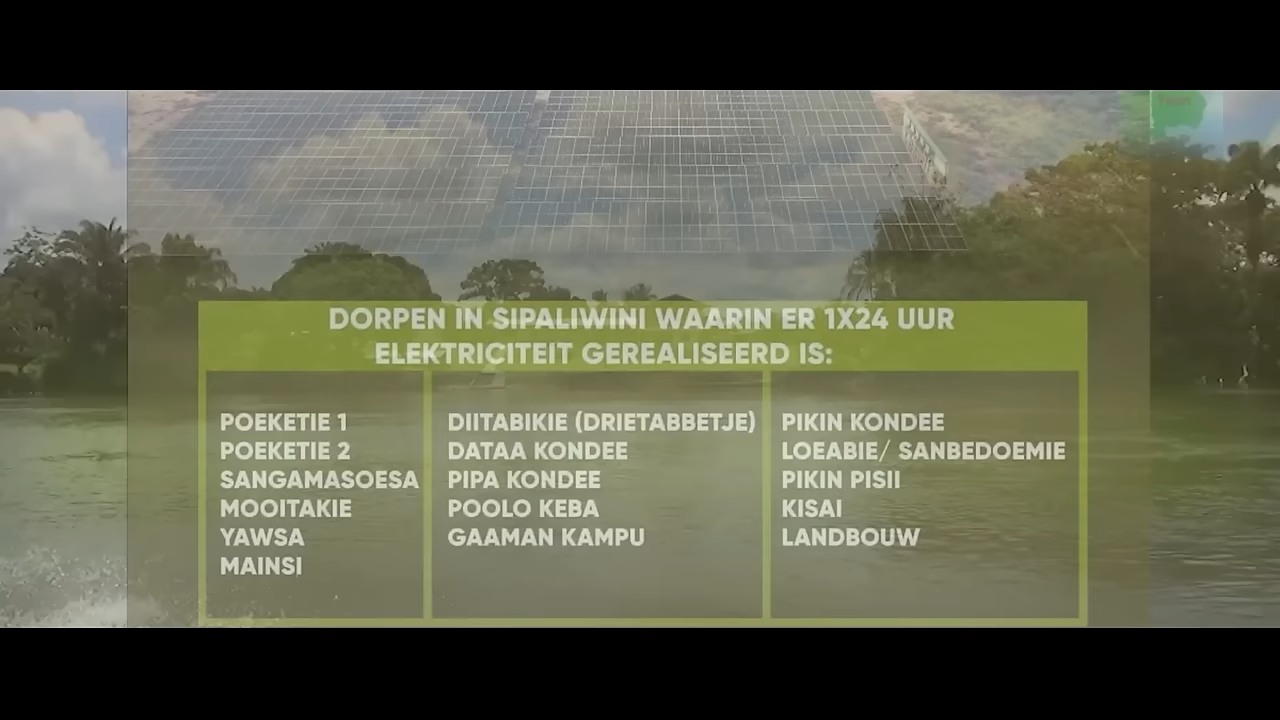 DORPEN IN SIPALIWINI WAARIN ER 1X24 UUR
ELEKTRICITEIT GEREALISEERD IS:
POEKETIE 1
POEKETIE 2
SANGAMASOESA
MOOITAKIE
YAWSA
MAINSI
DIITABIKIE (DRIETABBETJE)
DATAA KONDEE
PIPA KONDEE
POOLO KEBA
GAAMAN KAMPU
PIKIN KONDEE
LOEABIE/ SANBEDOEMIE
PIKIN PISII
KISAI
LANDBOUW